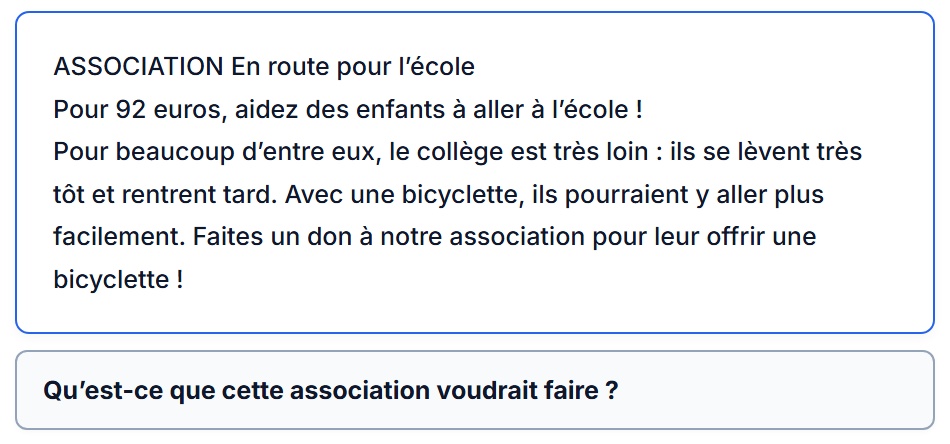 ASSOCIATION En route pour l’école
Pour 92 euros, aidez des enfants à aller à l’école !
Pour beaucoup d’entre eux, le collège est très loin : ils se lèvent très
tôt et rentrent tard. Avec une bicyclette, ils pourraient y aller plus
facilement. Faites un don à notre association pour leur offrir une
bicyclette !
Qu’est-ce que cette association voudrait faire ?